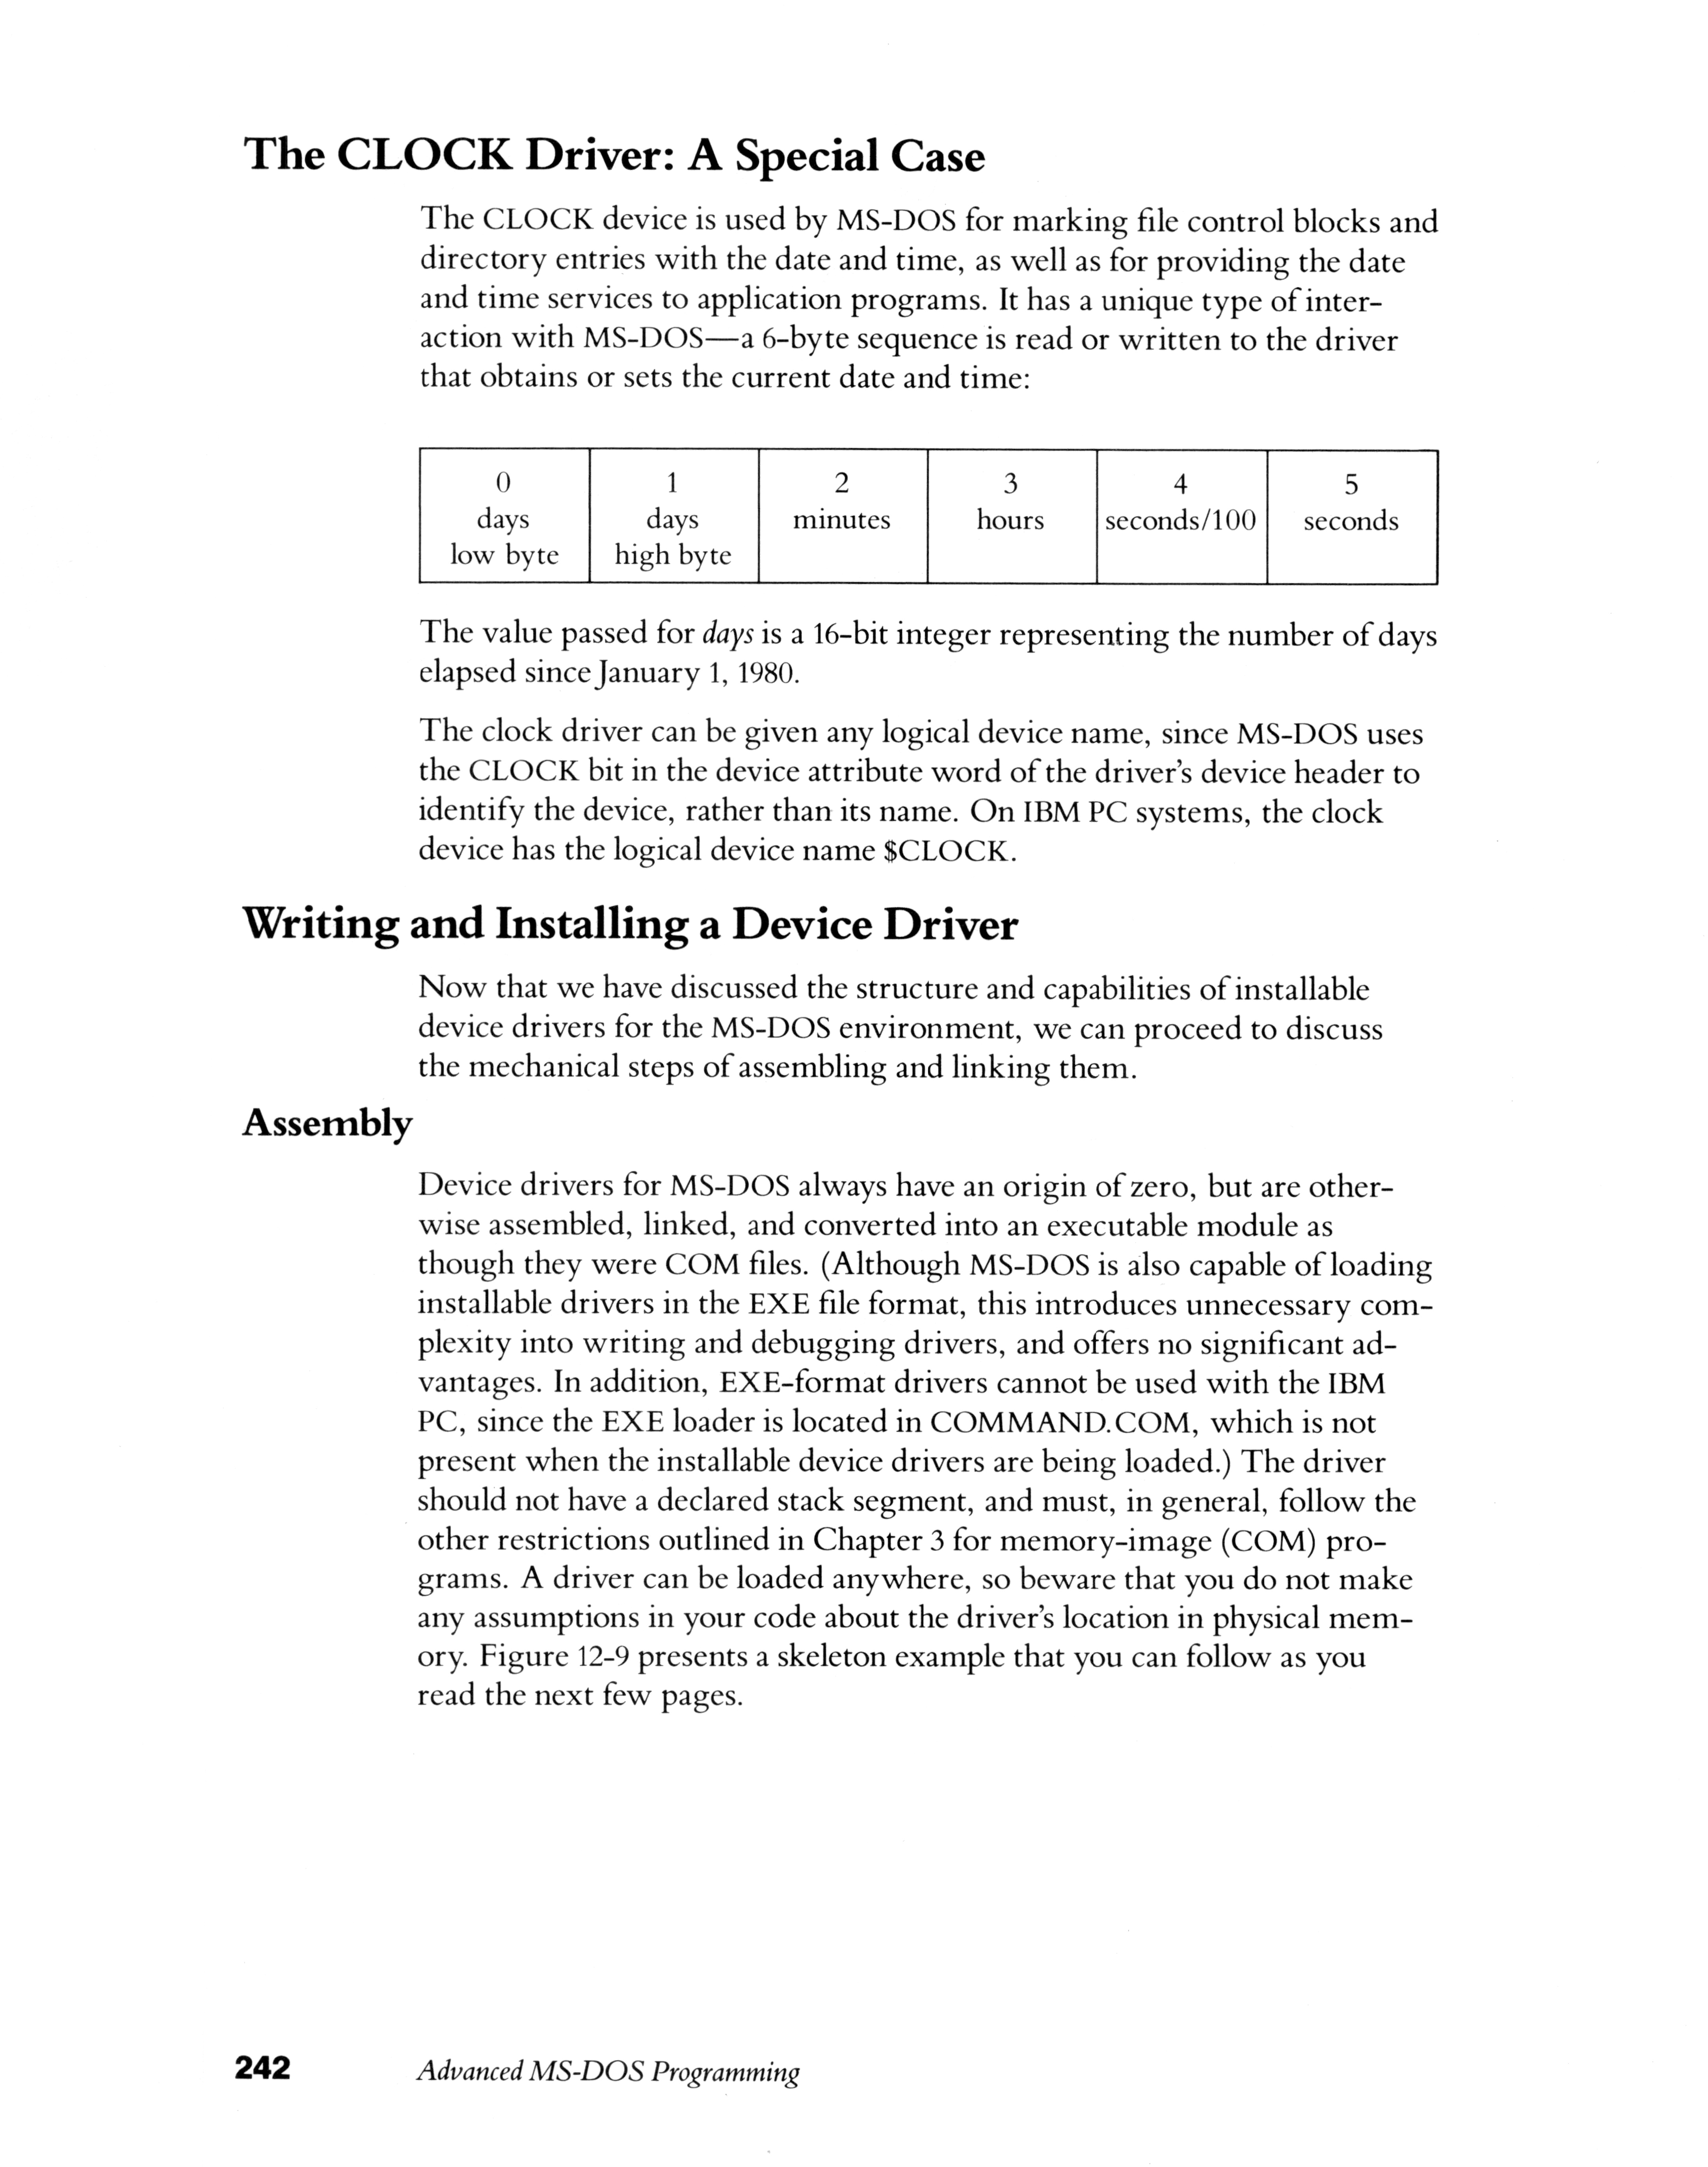 The CLOCK Driver: A Special Case
The CLOCK device is used by MS-DOS for marking file control blocks and
directory entries with the date and time, as well as for providing the date
and time services to application programs. It has a unique type of inter-
action with MS-DOS—a 6-byte sequence is read or written to the driver
that obtains or sets the current date and time:
0 1 2 3 4 5
days days minutes hours seconds/100 seconds
low byte high byte
The value passed for days is a 16-bit integer representing the number of days
elapsed since January 1, 1980.
The clock driver can be given any logical device name, since MS-DOS uses
the CLOCK bit in the device attribute word of the driver's device header to
identify the device, rather than its name. On IBM PC systems, the clock
device has the logical device name $CLOCK.
Writing and Installing a Device Driver
Now that we have discussed the structure and capabilities of installable
device drivers for the MS-DOS environment, we can proceed to discuss
the mechanical steps of assembling and linking them.
Assembly
Device drivers for MS-DOS always have an origin of zero, but are other-
wise assembled, linked, and converted into an executable module as
though they were COM files. (Although MS-DOS is also capable of loading
installable drivers in the EXE file format, this introduces unnecessary com-
plexity into writing and debugging drivers, and offers no significant ad-
vantages. In addition, EXE-format drivers cannot be used with the IBM
PC, since the EXE loader is located in COMMAND.COM, which is not
present when the installable device drivers are being loaded.) The driver
should not have a declared stack segment, and must, in general, follow the
other restrictions outlined in Chapter 3 for memory-image (COM) pro-
grams. A driver can be loaded anywhere, so beware that you do not make
any assumptions in your code about the driver's location in physical mem-
ory. Figure 12-9 presents a skeleton example that you can follow as you
read the next few pages.
242 Advanced MS-DOS Programming